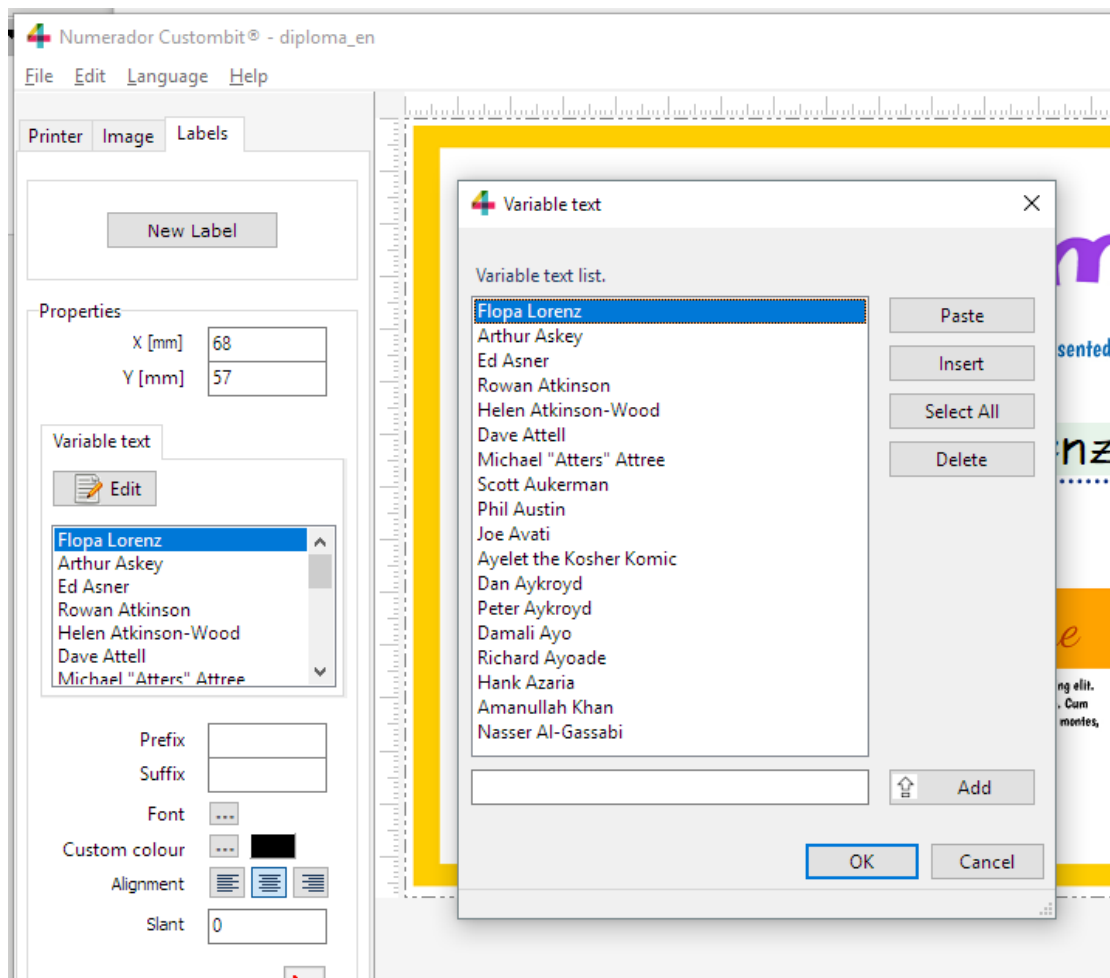 Numerador Custombit® - diploma_en
File Edit Language Help
Printer Image Labels
New Label
Properties
X [mm] 68
Y [mm] 57
Variable text
Edit
Flopa Lorenz
Arthur Askey
Ed Asner
Rowan Atkinson
Helen Atkinson-Wood
Dave Attell
Michael "Atters" Attree
Prefix
Suffix
Font ...
Custom colour ...
Alignment
Slant 0
Variable text
Variable text list.
Flopa Lorenz
Arthur Askey
Ed Asner
Rowan Atkinson
Helen Atkinson-Wood
Dave Attell
Michael "Atters" Attree
Scott Aukerman
Phil Austin
Joe Avati
Ayelet the Kosher Komic
Dan Aykroyd
Peter Aykroyd
Damali Ayo
Richard Ayoade
Hank Azaria
Amanullah Khan
Nasser Al-Gassabi
Paste
Insert
Select All
Delete
Add
OK Cancel
sented
nz
e
ng elit.
. Cum
montes,